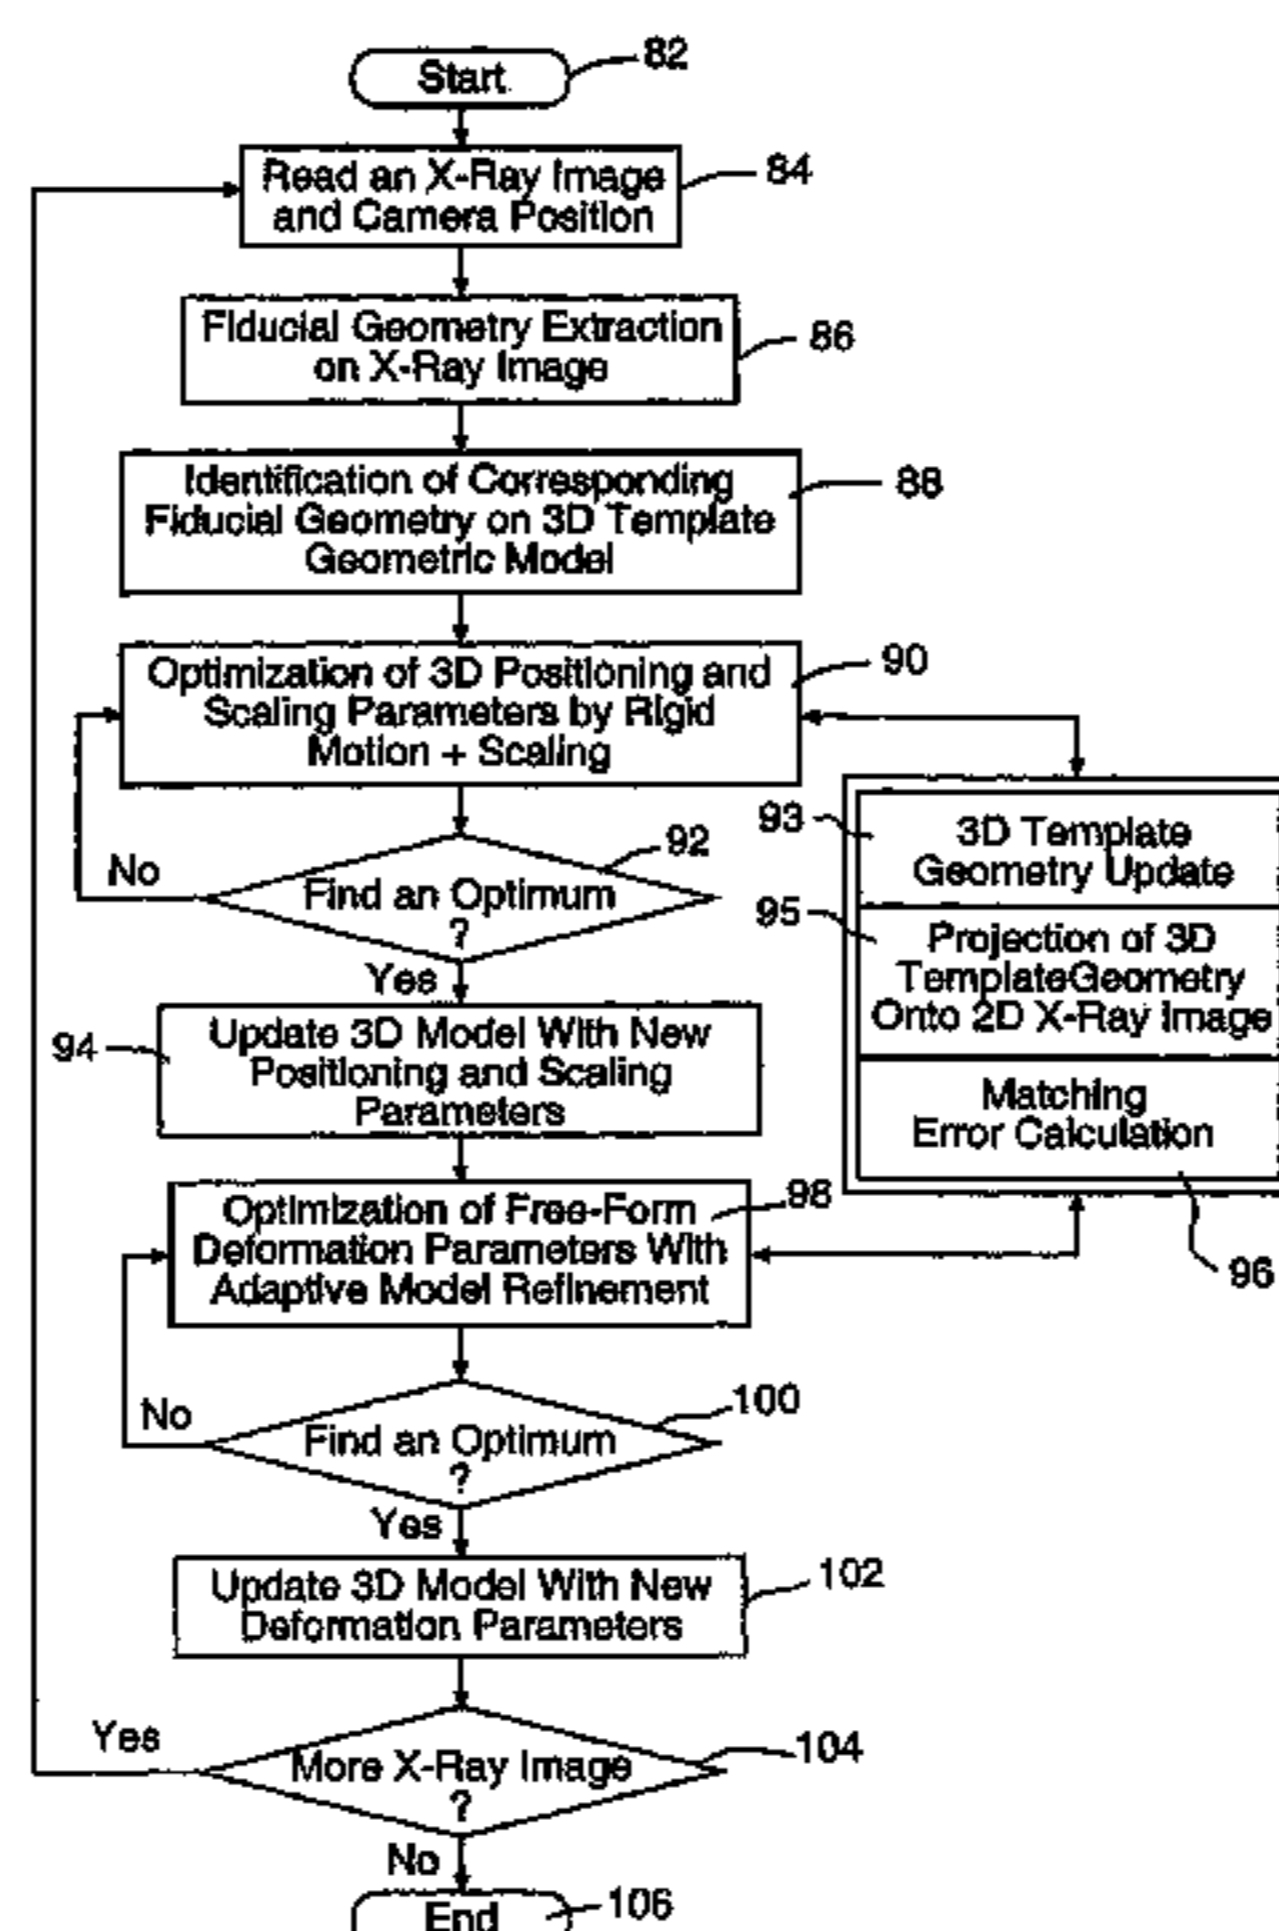 Start
82
Read an X-Ray Image
and Camera Position
84
Fiducial Geometry Extraction
on X-Ray Image
86
Identification of Corresponding
Fiducial Geometry on 3D Template
Geometric Model
88
Optimization of 3D Positioning and
Scaling Parameters by Rigid
Motion + Scaling
90
No
Find an Optimum
?
92
Yes
93
3D Template
Geometry Update
95
Projection of 3D
TemplateGeometry
Onto 2D X-Ray Image
Matching
Error Calculation
96
94
Update 3D Model With New
Positioning and Scaling
Parameters
Optimization of Free-Form
Deformation Parameters With
Adaptive Model Refinement
98
No
Find an Optimum
?
100
Yes
Update 3D Model With New
Deformation Parameters
102
Yes
More X-Ray Image
?
104
No
End
106